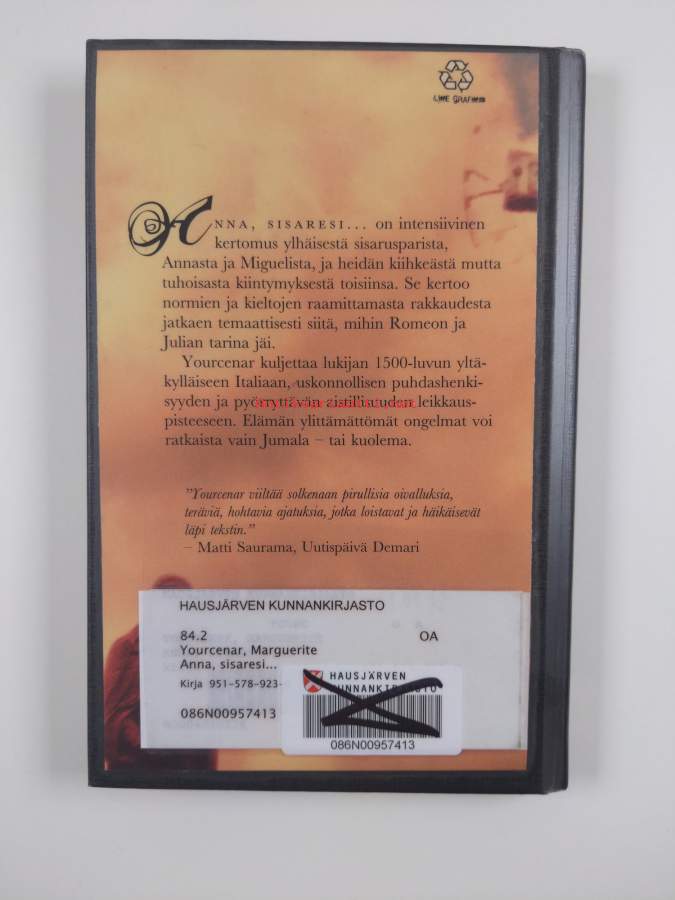 LIKE GRAFIIKKA
ANNA, SISARESI... on intensiivinen
kertomus ylhäisestä sisarusparista,
Annasta ja Miguelista, ja heidän kiihkeästä mutta
tuhoisasta kiintymyksestä toisiinsa. Se kertoo
normien ja kieltojen raamittamasta rakkaudesta
jatkaen temaattisesti siitä, mihin Romeon ja
Julian tarina jäi.
Yourcenar kuljettaa lukijan 1500-luvun yltä-
kylläiseen Italiaan, uskonnollisen puhdashenki-
syyden ja pyörryttävän aistillisuuden leikkaus-
pisteeseen. Elämän ylittämättömät ongelmat voi
ratkaista vain Jumala – tai kuolema.
"Yourcenar viiltää solkenaan pirullisia oivalluksia,
teräviä, hohtavia ajatuksia, jotka loistavat ja häikäisevät
läpi tekstin."
– Matti Saurama, Uutispäivä Demari
HAUSJÄRVEN KUNNANKIRJASTO
84.2 OA
Yourcenar, Marguerite
Anna, sisaresi...
Kirja 951-578-923-
086N00957413
HAUSJÄRVEN
KUNNANKIRJASTO
086N00957413